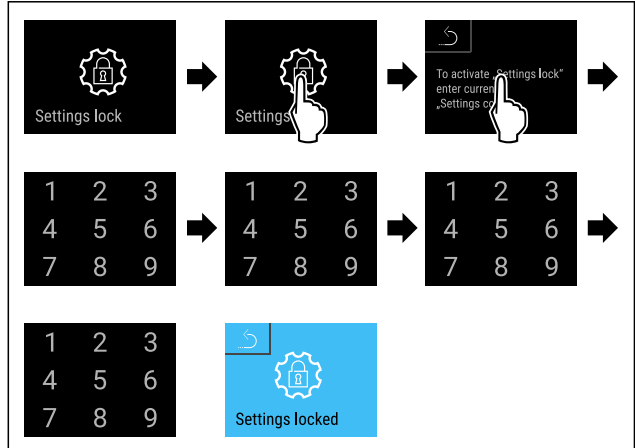 Settings lock
Settings
To activate „Settings lock"
enter curren
„Settings co
1 2 3
4 5 6
7 8 9
1 2 3
4 5 6
7 8 9
1 2 3
4 5 6
7 8 9
1 2 3
4 5 6
7 8 9
Settings locked